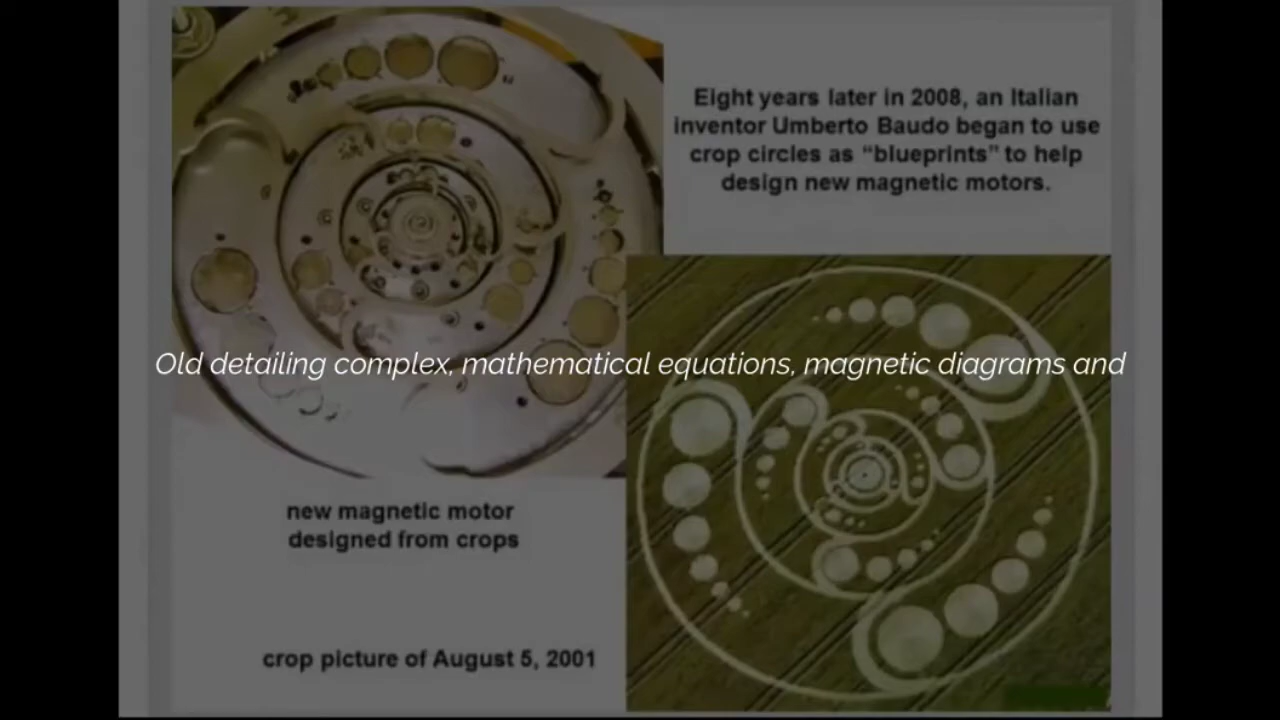 Eight years later in 2008, an Italian
inventor Umberto Baudo began to use
crop circles as “blueprints” to help
design new magnetic motors.
Old detailing complex, mathematical equations, magnetic diagrams and
new magnetic motor
designed from crops
crop picture of August 5, 2001